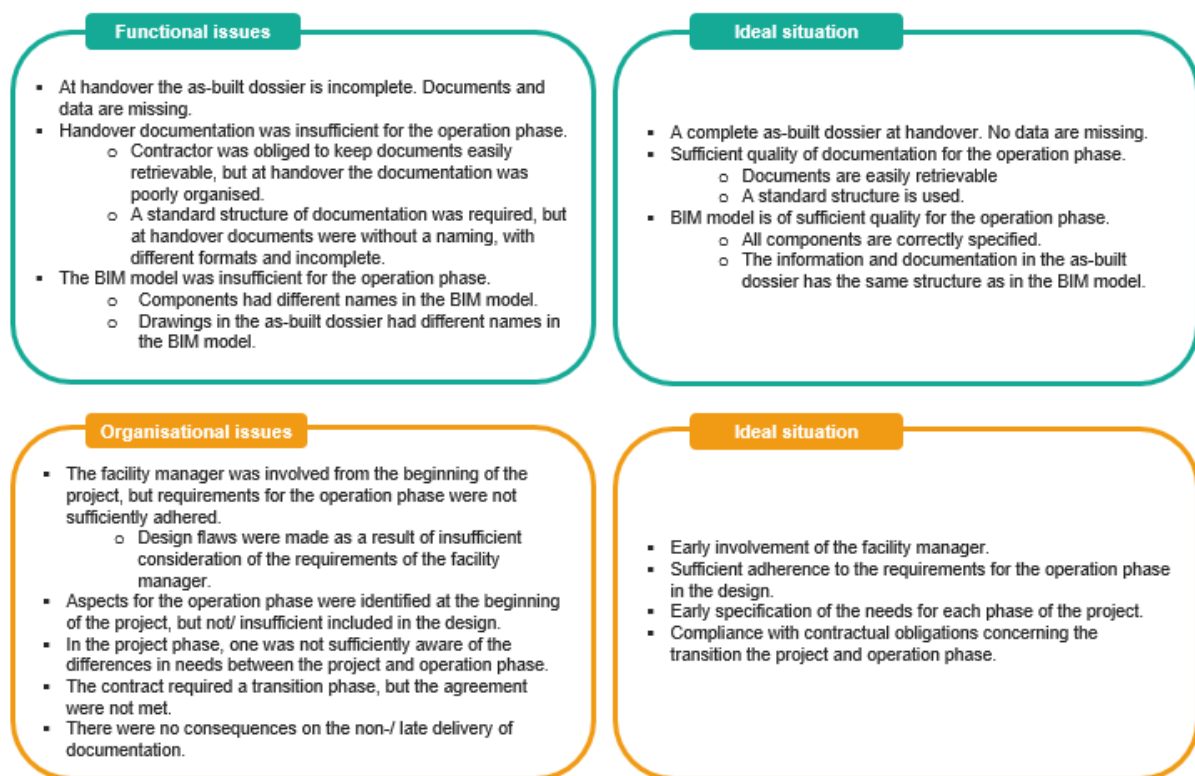 Functional issues
▪ At handover the as-built dossier is incomplete. Documents and
data are missing.
▪ Handover documentation was insufficient for the operation phase.
o Contractor was obliged to keep documents easily
retrievable, but at handover the documentation was
poorly organised.
o A standard structure of documentation was required, but
at handover documents were without a naming, with
different formats and incomplete.
▪ The BIM model was insufficient for the operation phase.
o Components had different names in the BIM model.
o Drawings in the as-built dossier had different names in
the BIM model.
Ideal situation
▪ A complete as-built dossier at handover. No data are missing.
▪ Sufficient quality of documentation for the operation phase.
o Documents are easily retrievable
o A standard structure is used.
▪ BIM model is of sufficient quality for the operation phase.
o All components are correctly specified.
o The information and documentation in the as-built
dossier has the same structure as in the BIM model.
Organisational issues
▪ The facility manager was involved from the beginning of the
project, but requirements for the operation phase were not
sufficiently adhered.
o Design flaws were made as a result of insufficient
consideration of the requirements of the facility
manager.
▪ Aspects for the operation phase were identified at the beginning
of the project, but not/ insufficient included in the design.
▪ In the project phase, one was not sufficiently aware of the
differences in needs between the project and operation phase.
▪ The contract required a transition phase, but the agreement
were not met.
▪ There were no consequences on the non-/ late delivery of
documentation.
Ideal situation
▪ Early involvement of the facility manager.
▪ Sufficient adherence to the requirements for the operation phase
in the design.
▪ Early specification of the needs for each phase of the project.
▪ Compliance with contractual obligations concerning the
transition the project and operation phase.